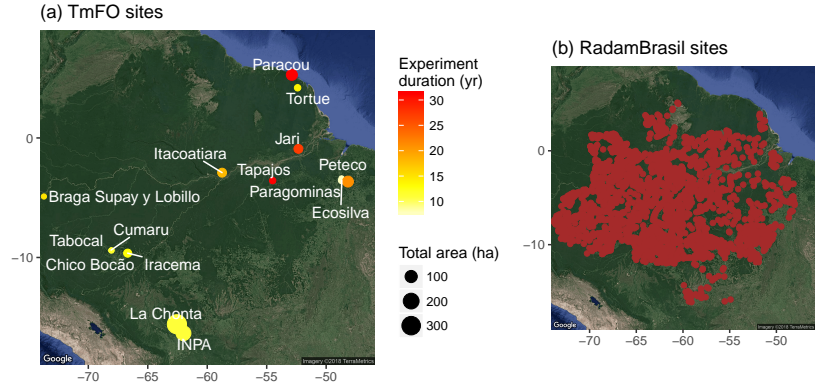 (a) TmFO sites
Paracou
Tortue
Jari
Itacoatiara
Tapajos
Peteco
Paragominas
Ecosilva
Braga Supay y Lobillo
Cumaru
Tabocal
Chico Bocão
Iracema
La Chonta
INPA
Google
Imagery ©2018 TerraMetrics
0
−10
−70
−65
−60
−55
−50
Experiment
duration (yr)
30
25
20
15
10
Total area (ha)
100
200
300
(b) RadamBrasil sites
0
−5
−10
−15
Google
Imagery ©2018 TerraMetrics
−70
−65
−60
−55
−50